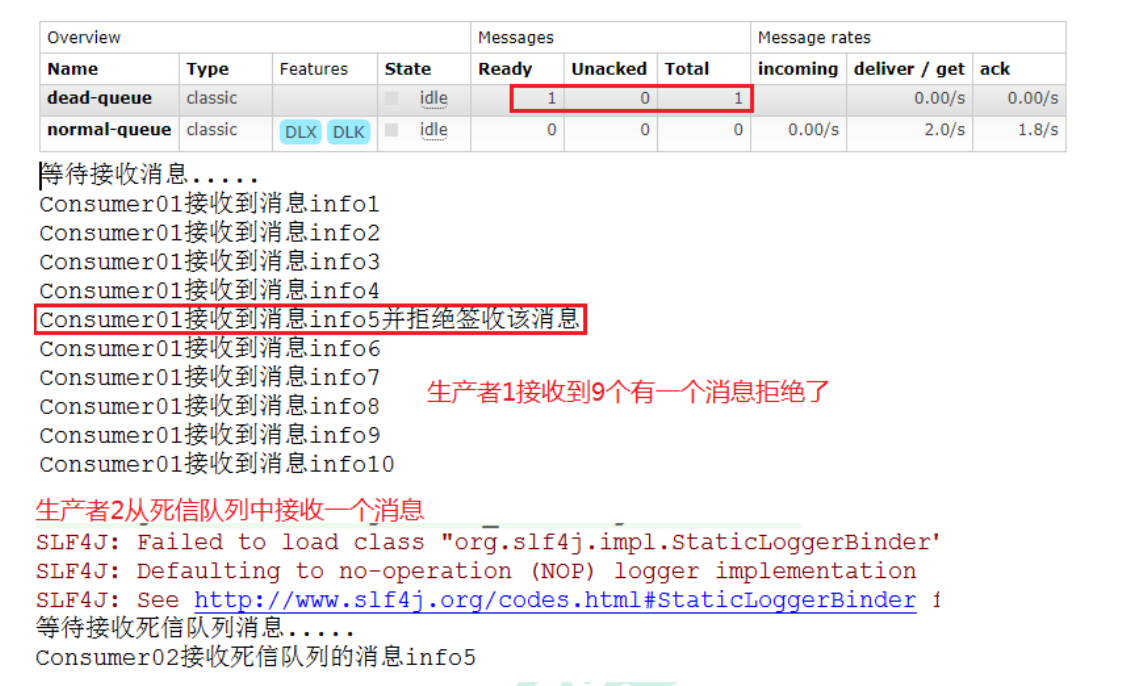 Overview Messages Message rates
Name Type Features State Ready Unacked Total incoming deliver / get ack
dead-queue classic idle 1 0 1 0.00/s 0.00/s
normal-queue classic DLX DLK idle 0 0 0 0.00/s 2.0/s 1.8/s
等待接收消息.....
Consumer01接收到消息info1
Consumer01接收到消息info2
Consumer01接收到消息info3
Consumer01接收到消息info4
Consumer01接收到消息info5并拒绝签收该消息
Consumer01接收到消息info6
Consumer01接收到消息info7
生产者1接收到9个有一个消息拒绝了
Consumer01接收到消息info8
Consumer01接收到消息info9
Consumer01接收到消息info10
生产者2从死信队列中接收一个消息
SLF4J: Failed to load class "org.slf4j.impl.StaticLoggerBinder"
SLF4J: Defaulting to no-operation (NOP) logger implementation
SLF4J: See http://www.slf4j.org/codes.html#StaticLoggerBinder f
等待接收死信队列消息.....
Consumer02接收死信队列的消息info5